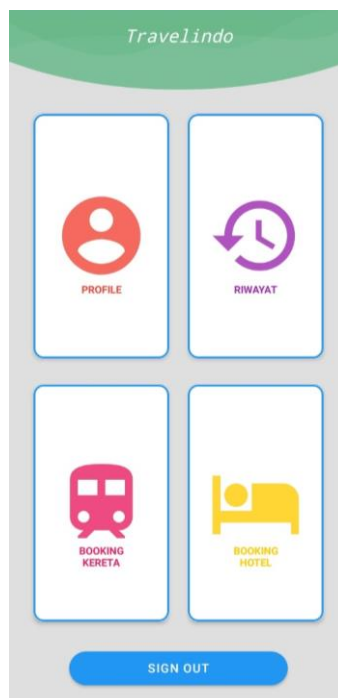 Travelindo
PROFILE
RIWAYAT
BOOKING
KERETA
BOOKING
HOTEL
SIGN OUT